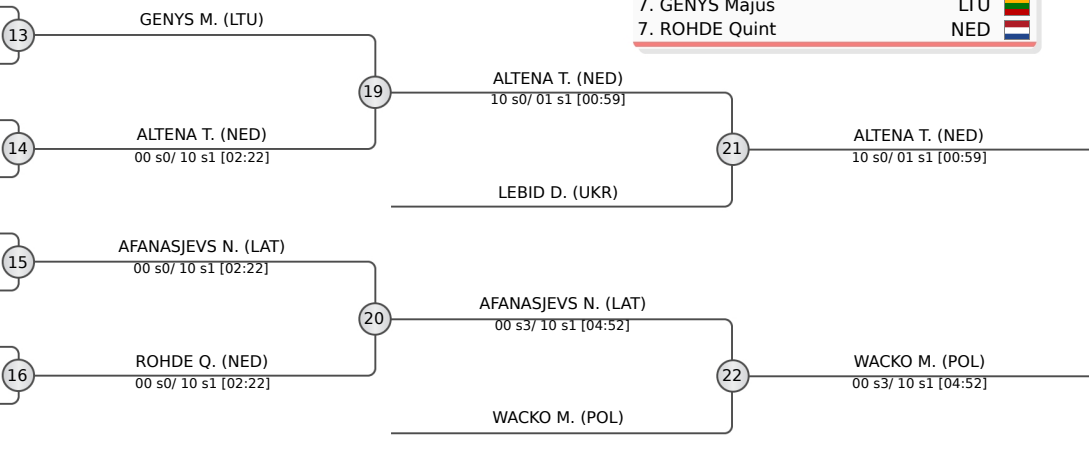 7. GENYS Majus LTU
7. ROHDE Quint NED
GENYS M. (LTU)
13
19
ALTENA T. (NED)
10 s0/ 01 s1 [00:59]
14
ALTENA T. (NED)
00 s0/ 10 s1 [02:22]
21
ALTENA T. (NED)
10 s0/ 01 s1 [00:59]
LEBID D. (UKR)
15
AFANASJEVS N. (LAT)
00 s0/ 10 s1 [02:22]
20
AFANASJEVS N. (LAT)
00 s3/ 10 s1 [04:52]
16
ROHDE Q. (NED)
00 s0/ 10 s1 [02:22]
22
WACKO M. (POL)
00 s3/ 10 s1 [04:52]
WACKO M. (POL)